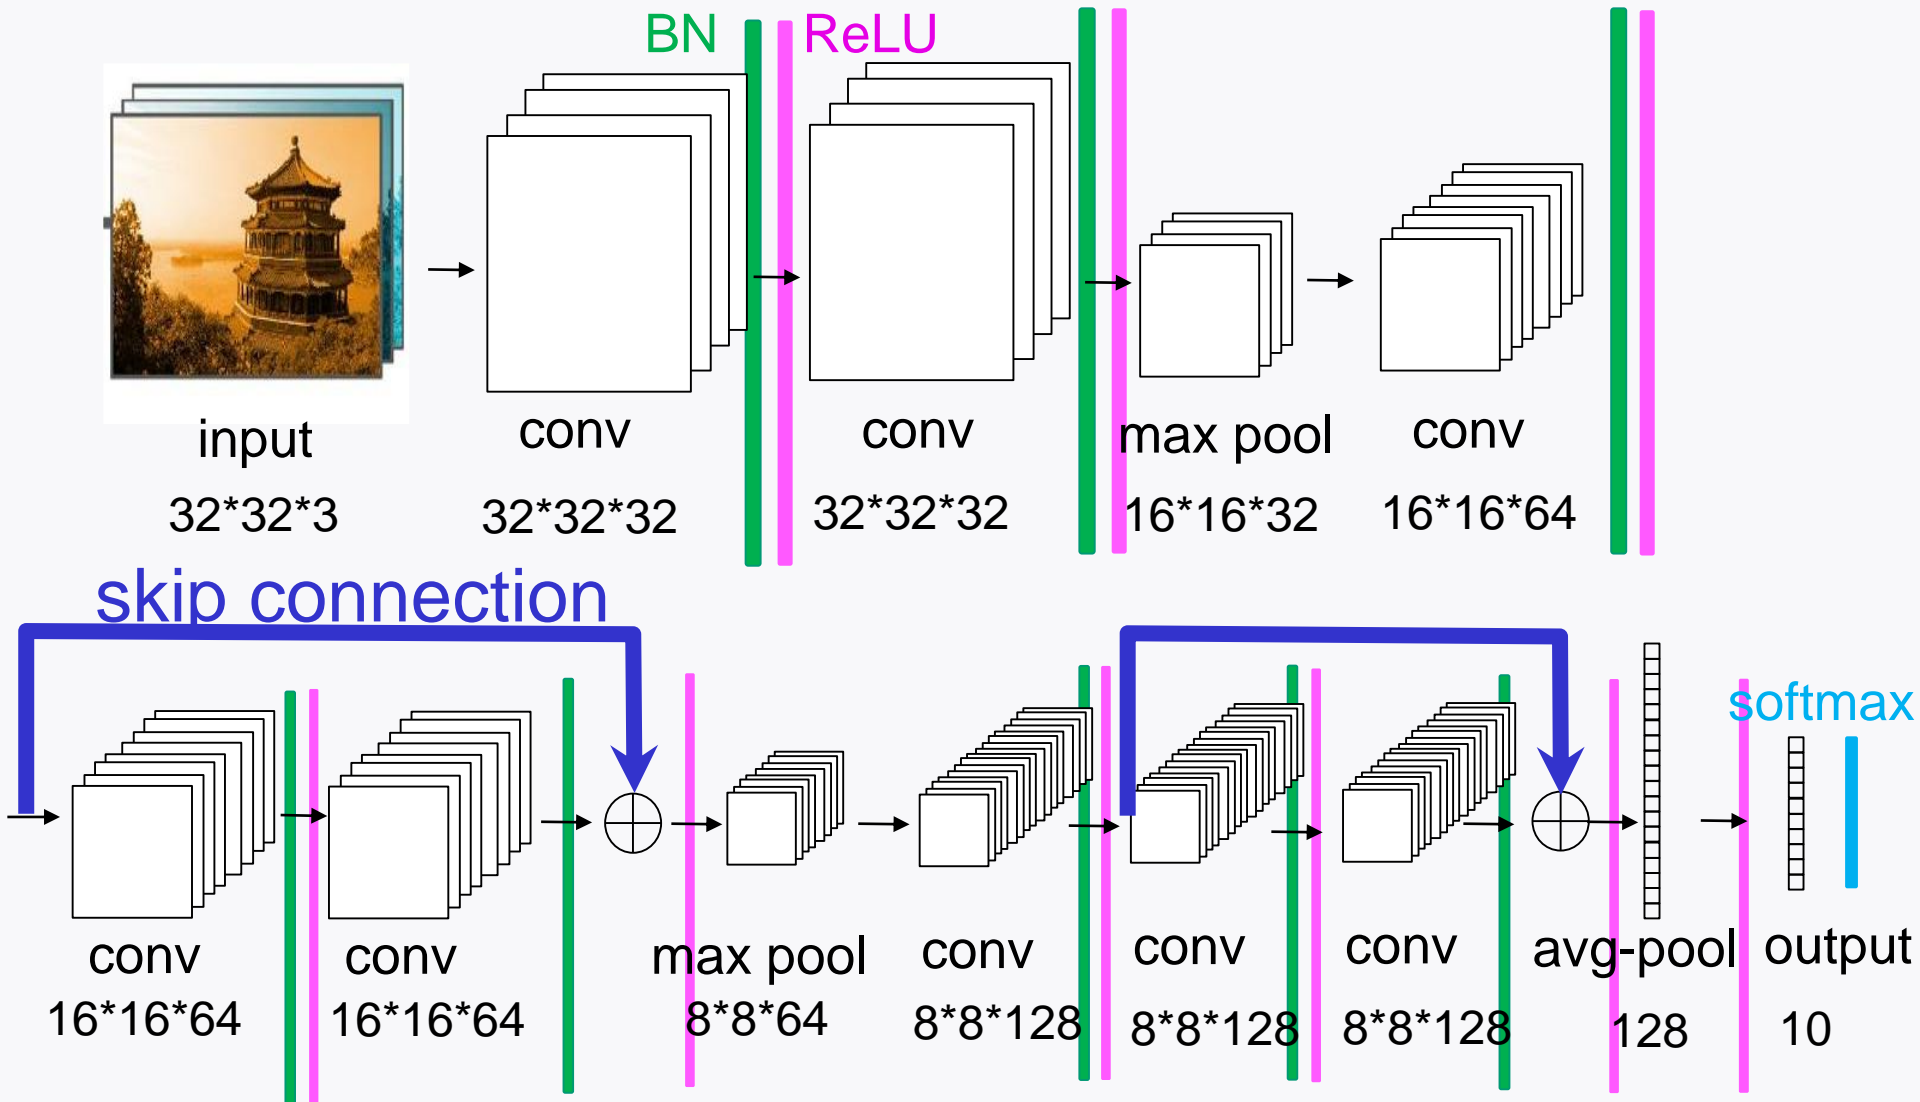 BN
ReLU
input
conv
conv
max pool
conv
32*32*3
32*32*32
32*32*32
16*16*32
16*16*64
skip connection
softmax
conv
conv
max pool
conv
conv
conv
avg-pool
output
16*16*64
16*16*64
8*8*64
8*8*128
8*8*128
8*8*128
128
10